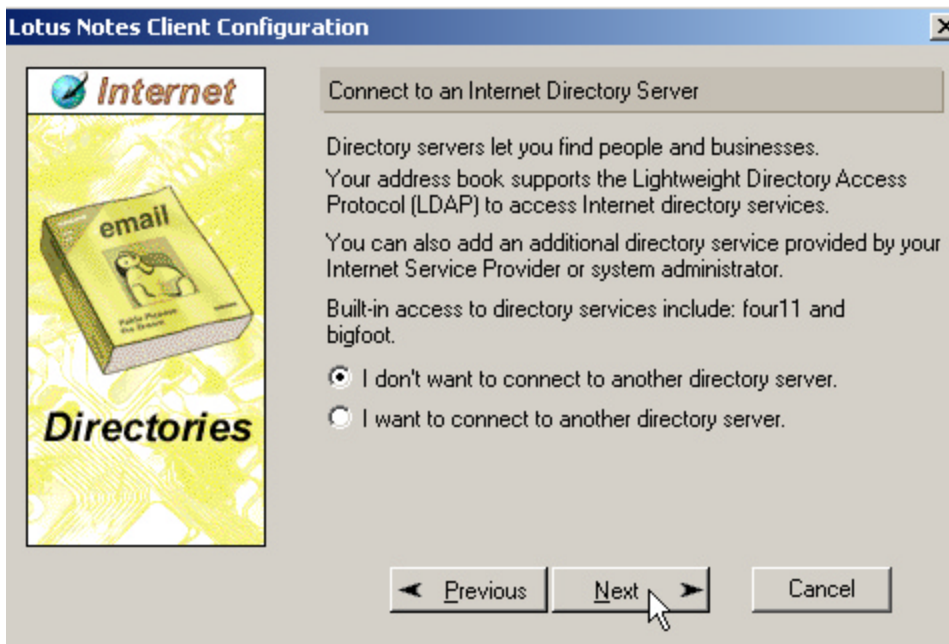 Lotus Notes Client Configuration
Internet
email
Pablo Picasso
the Dream
Directories
Connect to an Internet Directory Server
Directory servers let you find people and businesses.
Your address book supports the Lightweight Directory Access
Protocol (LDAP) to access Internet directory services.
You can also add an additional directory service provided by your
Internet Service Provider or system administrator.
Built-in access to directory services include: four11 and
bigfoot.
I don't want to connect to another directory server.
I want to connect to another directory server.
Previous
Next
Cancel